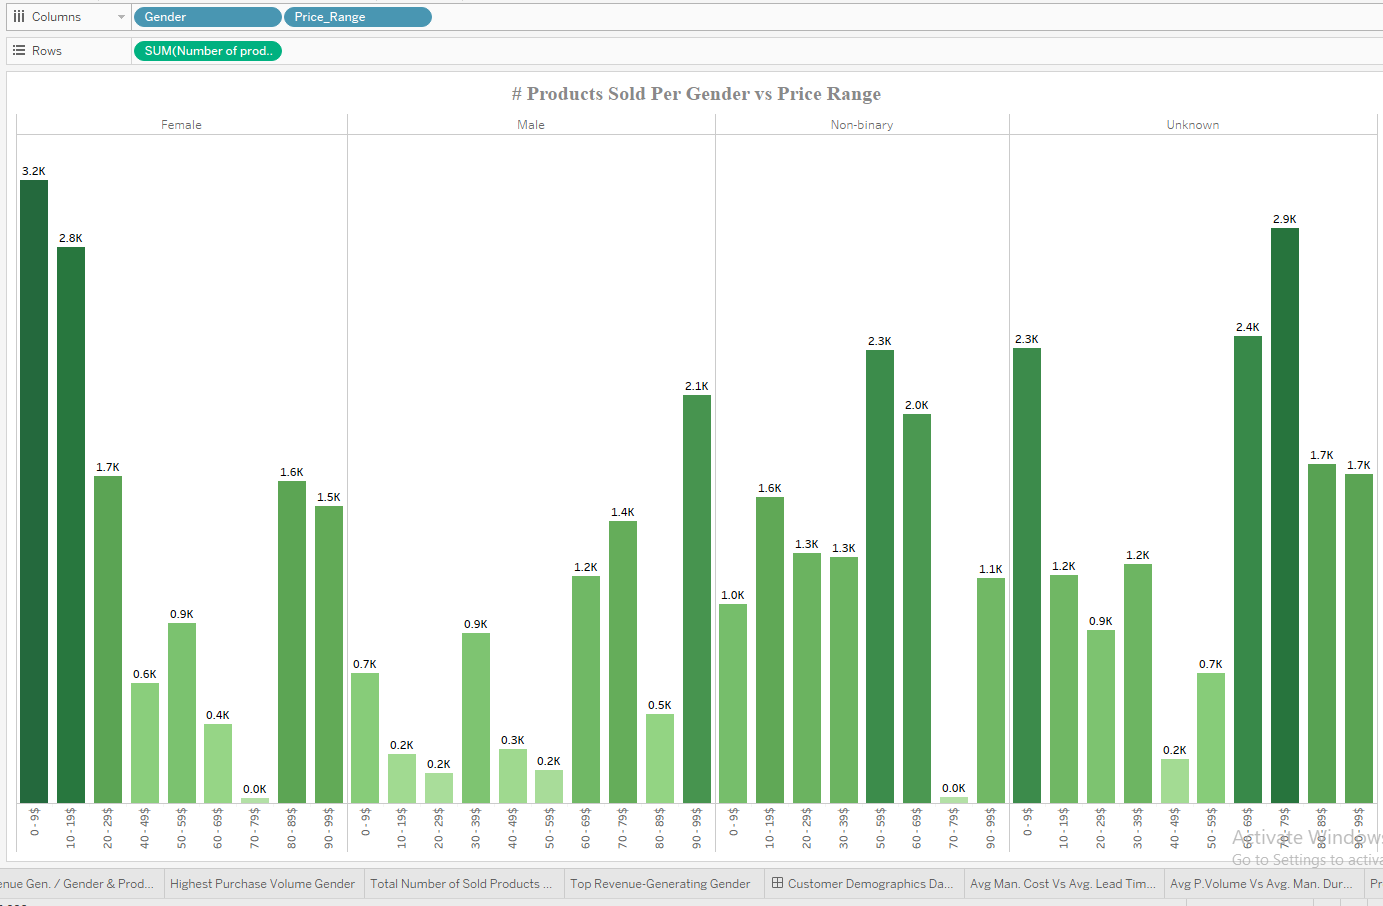 Columns Gender Price_Range
Rows SUM(Number of prod..
# Products Sold Per Gender vs Price Range
Female Male Non-binary Unknown
3.2K 2.8K 1.7K 0.6K 0.9K 0.4K 0.0K 1.6K 1.5K
0.7K 0.2K 0.2K 0.9K 0.3K 0.2K 1.2K 1.4K 0.5K 2.1K
1.0K 1.6K 1.3K 1.3K 2.3K 2.0K 0.0K 1.1K
2.3K 1.2K 0.9K 1.2K 0.2K 0.7K 2.4K 2.9K 1.7K 1.7K
0 - 9$ 10 - 19$ 20 - 29$ 40 - 49$ 50 - 59$ 60 - 69$ 70 - 79$ 80 - 89$ 90 - 99$
0 - 9$ 10 - 19$ 20 - 29$ 30 - 39$ 40 - 49$ 50 - 59$ 60 - 69$ 70 - 79$ 80 - 89$ 90 - 99$
0 - 9$ 10 - 19$ 20 - 29$ 30 - 39$ 50 - 59$ 60 - 69$ 70 - 79$ 90 - 99$
0 - 9$ 10 - 19$ 20 - 29$ 30 - 39$ 40 - 49$ 50 - 59$ 60 - 69$ 70 - 79$ 80 - 89$ 90 - 99$
Activate Windows
Go to Settings to activa
enue Gen. / Gender & Prod... Highest Purchase Volume Gender Total Number of Sold Products ... Top Revenue-Generating Gender Customer Demographics Da... Avg Man. Cost Vs Avg. Lead Tim... Avg P.Volume Vs Avg. Man. Dur... Pr